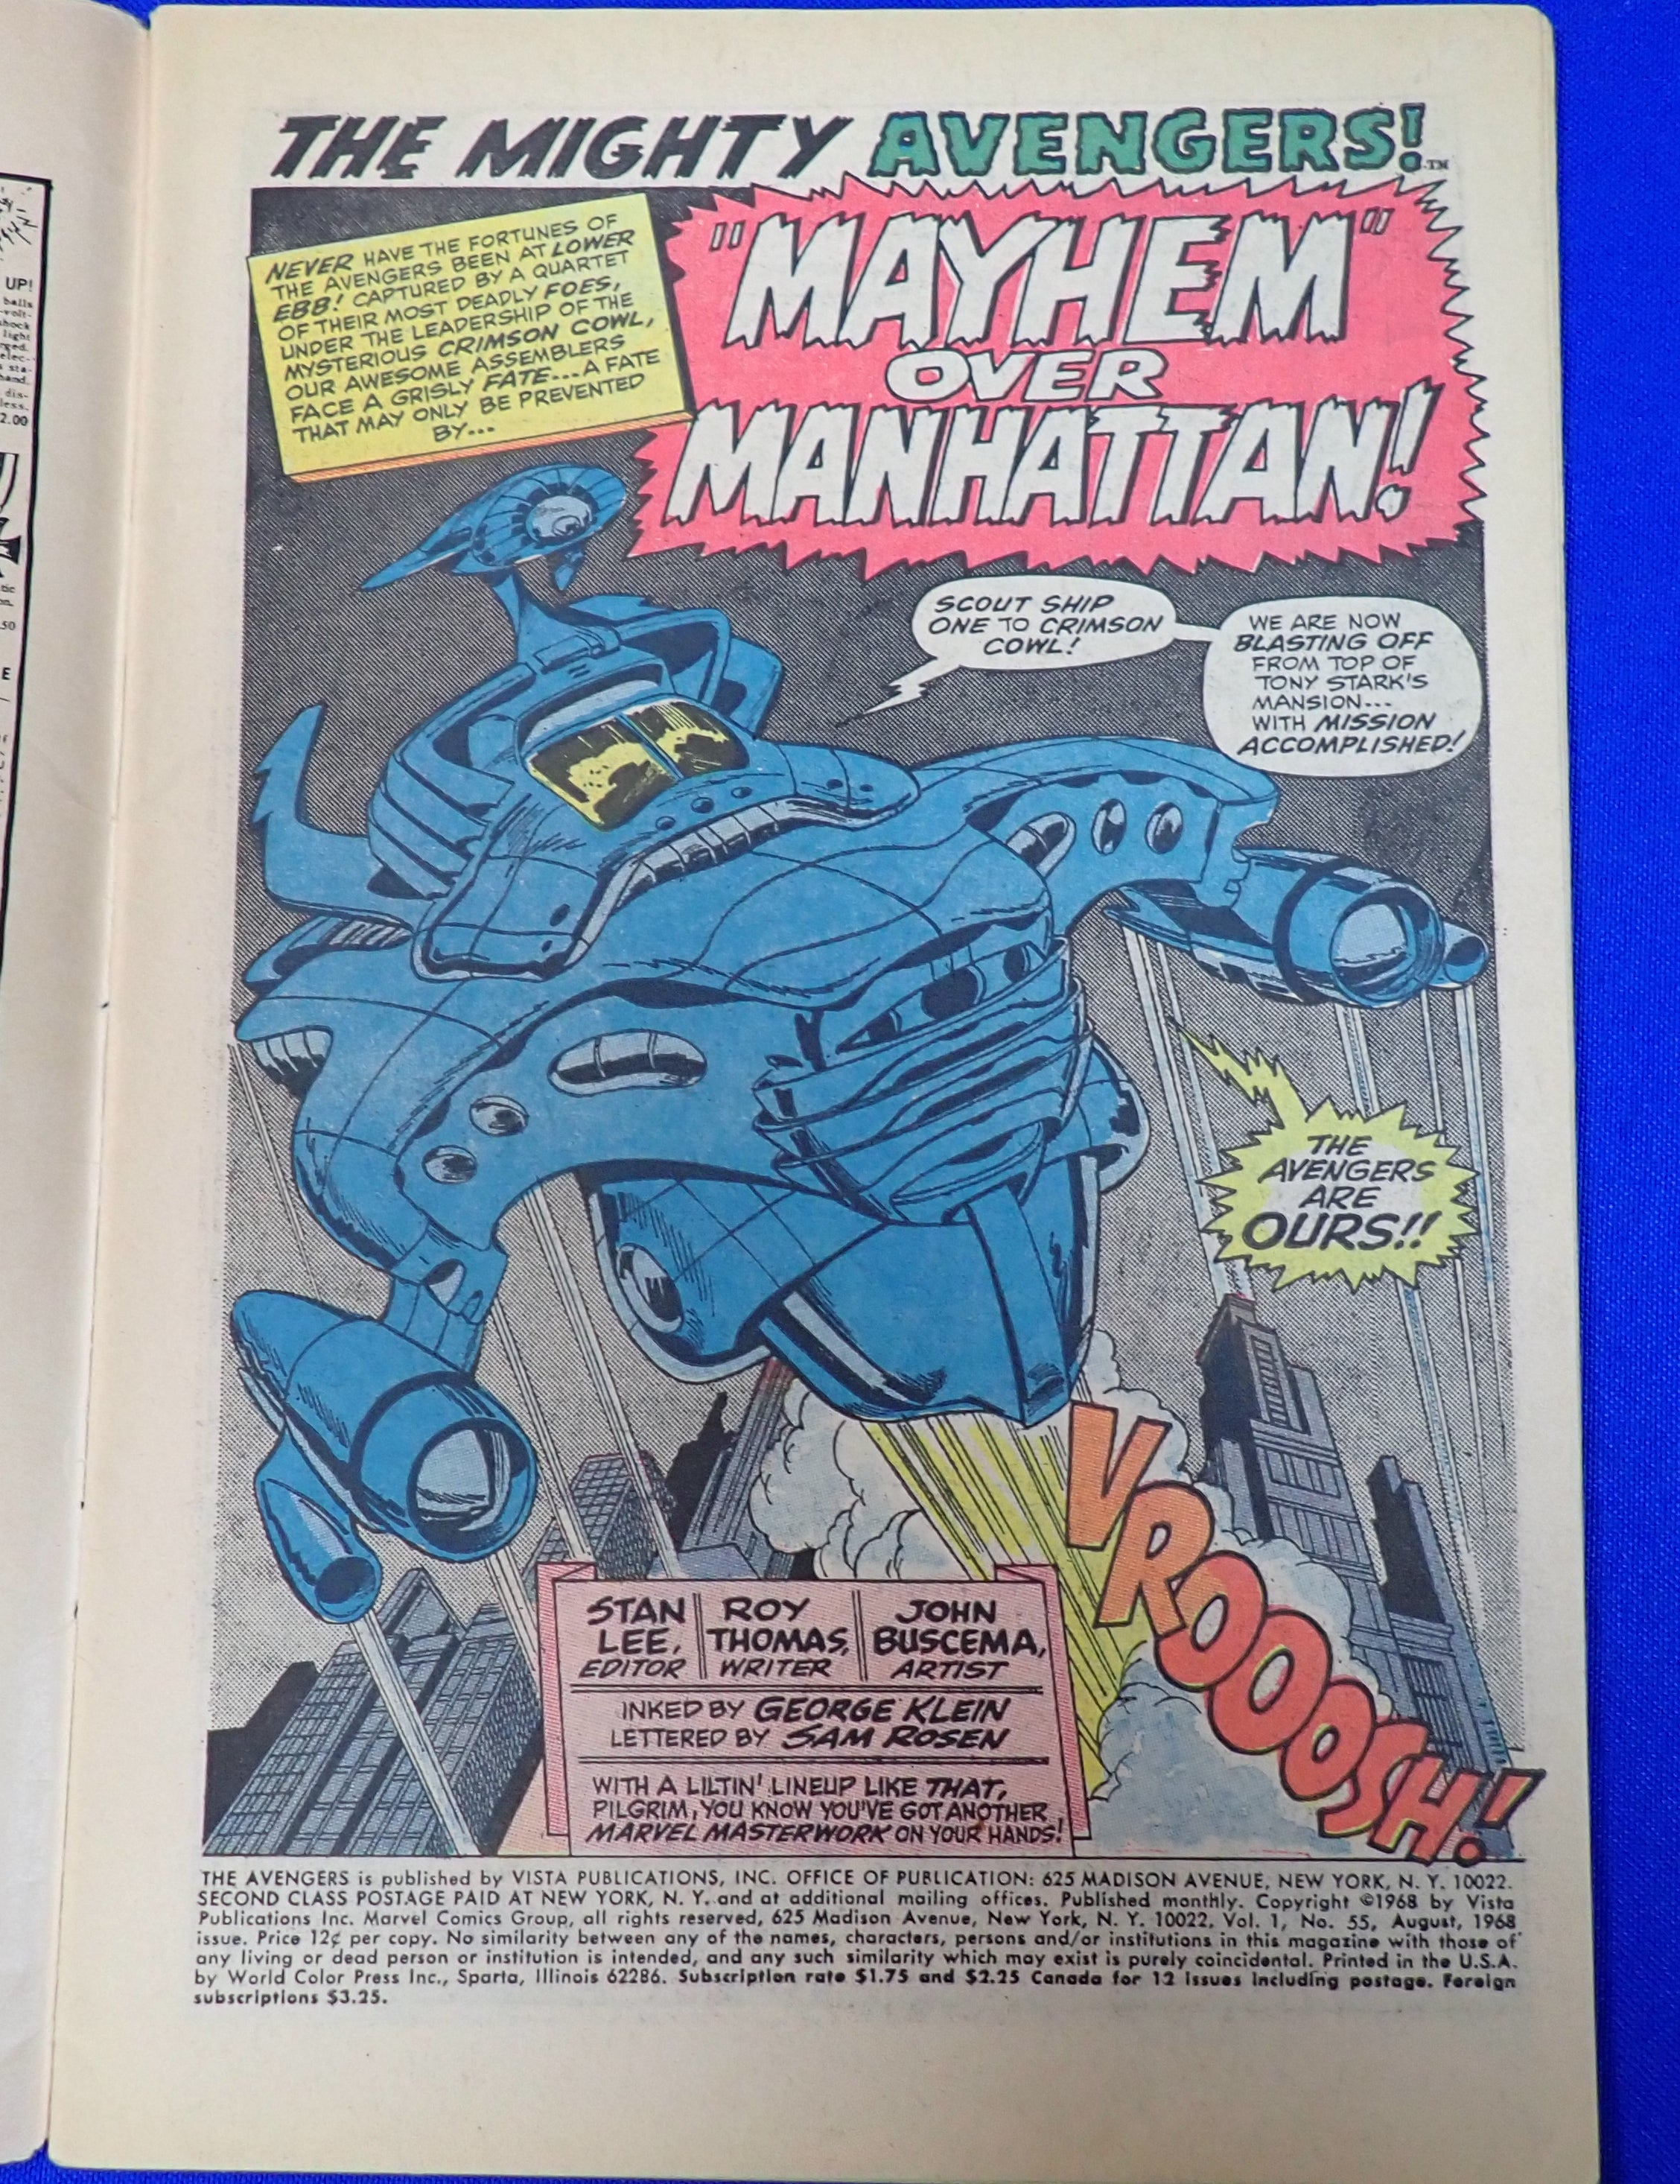 THE MIGHTY AVENGERS!™
NEVER HAVE THE FORTUNES OF
THE AVENGERS BEEN AT LOWER
EBB! CAPTURED BY A QUARTET
OF THEIR MOST DEADLY FOES,
UNDER THE LEADERSHIP OF THE
MYSTERIOUS CRIMSON COWL,
OUR AWESOME ASSEMBLERS
FACE A GRISLY FATE...A FATE
THAT MAY ONLY BE PREVENTED
BY...
"MAYHEM"
OVER
MANHATTAN!
SCOUT SHIP
ONE TO CRIMSON
COWL!
WE ARE NOW
BLASTING OFF
FROM TOP OF
TONY STARK'S
MANSION...
WITH MISSION
ACCOMPLISHED!
THE
AVENGERS
ARE
OURS!!
VROOOOSH!
STAN LEE, EDITOR
ROY THOMAS, WRITER
JOHN BUSCEMA, ARTIST
INKED BY GEORGE KLEIN
LETTERED BY SAM ROSEN
WITH A LILTIN' LINEUP LIKE THAT,
PILGRIM, YOU KNOW YOU'VE GOT ANOTHER
MARVEL MASTERWORK ON YOUR HANDS!
THE AVENGERS is published by VISTA PUBLICATIONS, INC. OFFICE OF PUBLICATION: 625 MADISON AVENUE, NEW YORK, N. Y. 10022.
SECOND CLASS POSTAGE PAID AT NEW YORK, N. Y. and at additional mailing offices. Published monthly. Copyright ©1968 by Vista
Publications Inc. Marvel Comics Group, all rights reserved, 625 Madison Avenue, New York, N. Y. 10022, Vol. 1, No. 55, August, 1968
issue. Price 12¢ per copy. No similarity between any of the names, characters, persons and/or institutions in this magazine with those of
any living or dead person or institution is intended, and any such similarity which may exist is purely coincidental. Printed in the U.S.A.
by World Color Press Inc., Sparta, Illinois 62286. Subscription rate $1.75 and $2.25 Canada for 12 issues including postage. Foreign
subscriptions $3.25.
UP!
balls
shock
light
hand.
2.00